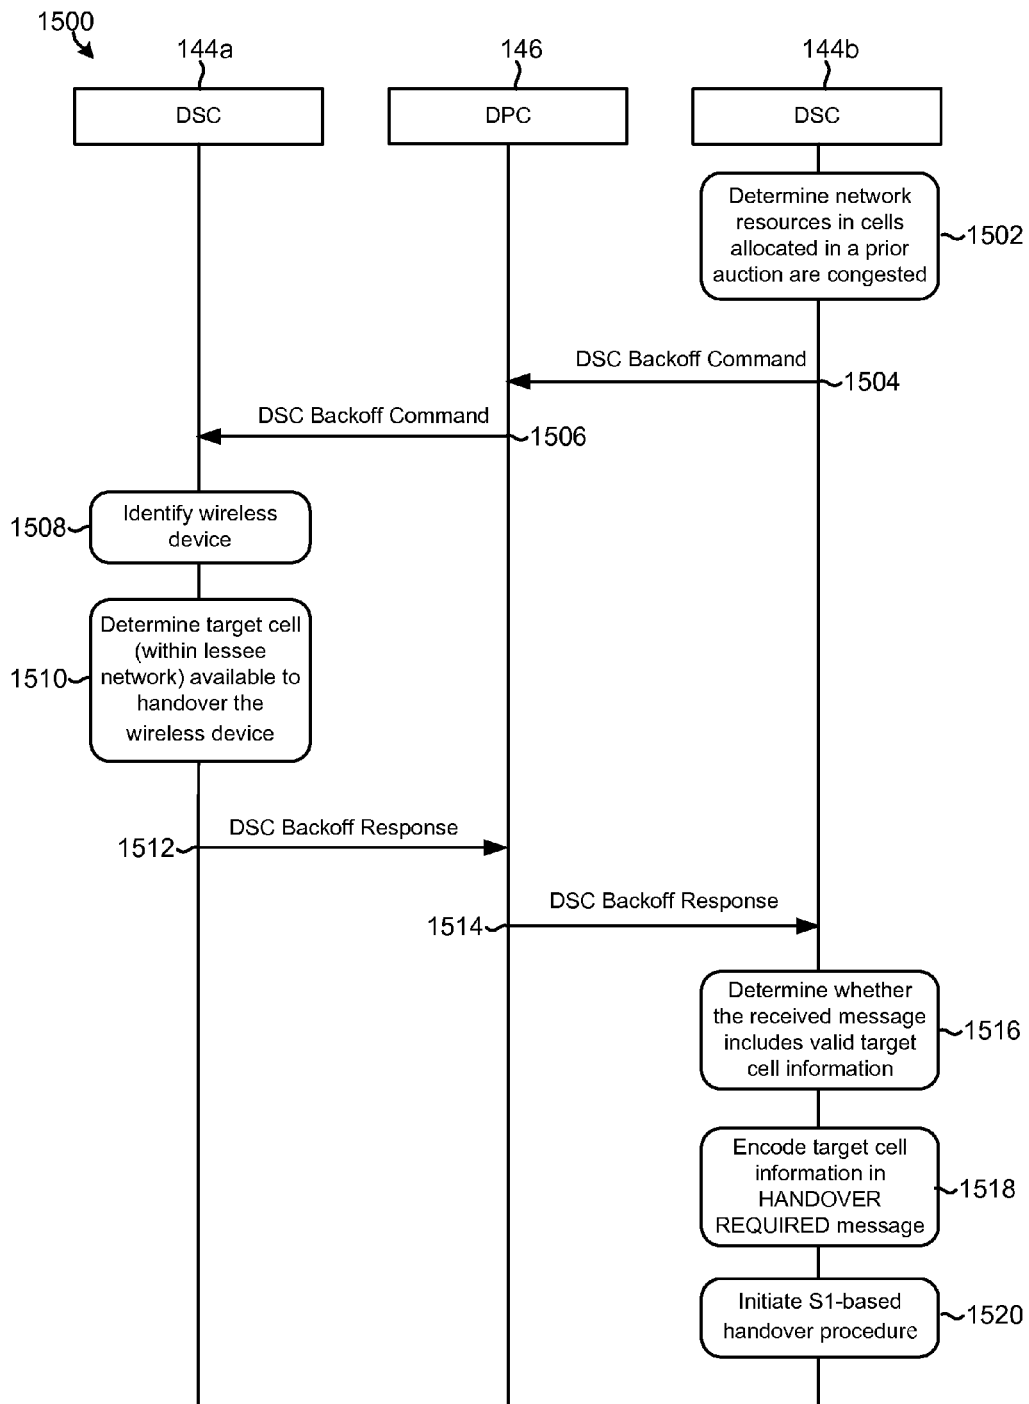 1500
144a
146
144b
DSC
DPC
DSC
Determine network
resources in cells
allocated in a prior
auction are congested
1502
DSC Backoff Command
1504
DSC Backoff Command
1506
1508
Identify wireless
device
1510
Determine target cell
(within lessee
network) available to
handover the
wireless device
DSC Backoff Response
1512
DSC Backoff Response
1514
Determine whether
the received message
includes valid target
cell information
1516
Encode target cell
information in
HANDOVER
REQUIRED message
1518
Initiate S1-based
handover procedure
1520